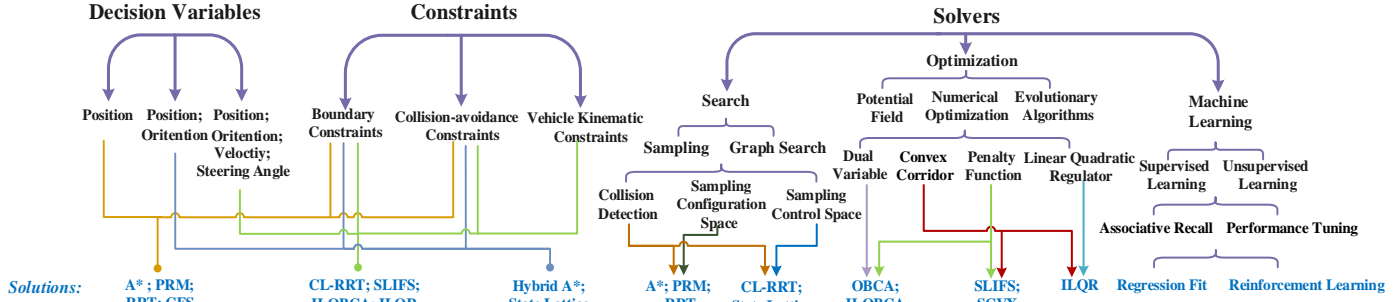 Decision Variables
Constraints
Solvers
Optimization
Position
Position;
Oritention
Position;
Oritention;
Veloctiy;
Steering Angle
Boundary
Constraints
Collision-avoidance
Constraints
Vehicle Kinematic
Constraints
Search
Potential
Field
Numerical
Optimization
Evolutionary
Algorithms
Machine
Learning
Sampling
Graph Search
Dual
Variable
Convex
Corridor
Penalty
Function
Linear Quadratic
Regulator
Supervised
Learning
Unsupervised
Learning
Collision
Detection
Sampling
Configuration
Space
Sampling
Control Space
Associative Recall
Performance Tuning
Solutions:
A* ; PRM;
CL-RRT; SLIFS;
Hybrid A*;
A*; PRM;
CL-RRT;
OBCA;
SLIFS;
ILQR
Regression Fit
Reinforcement Learning